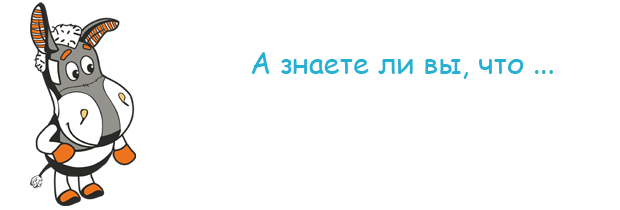 А знаете ли вы, что ...